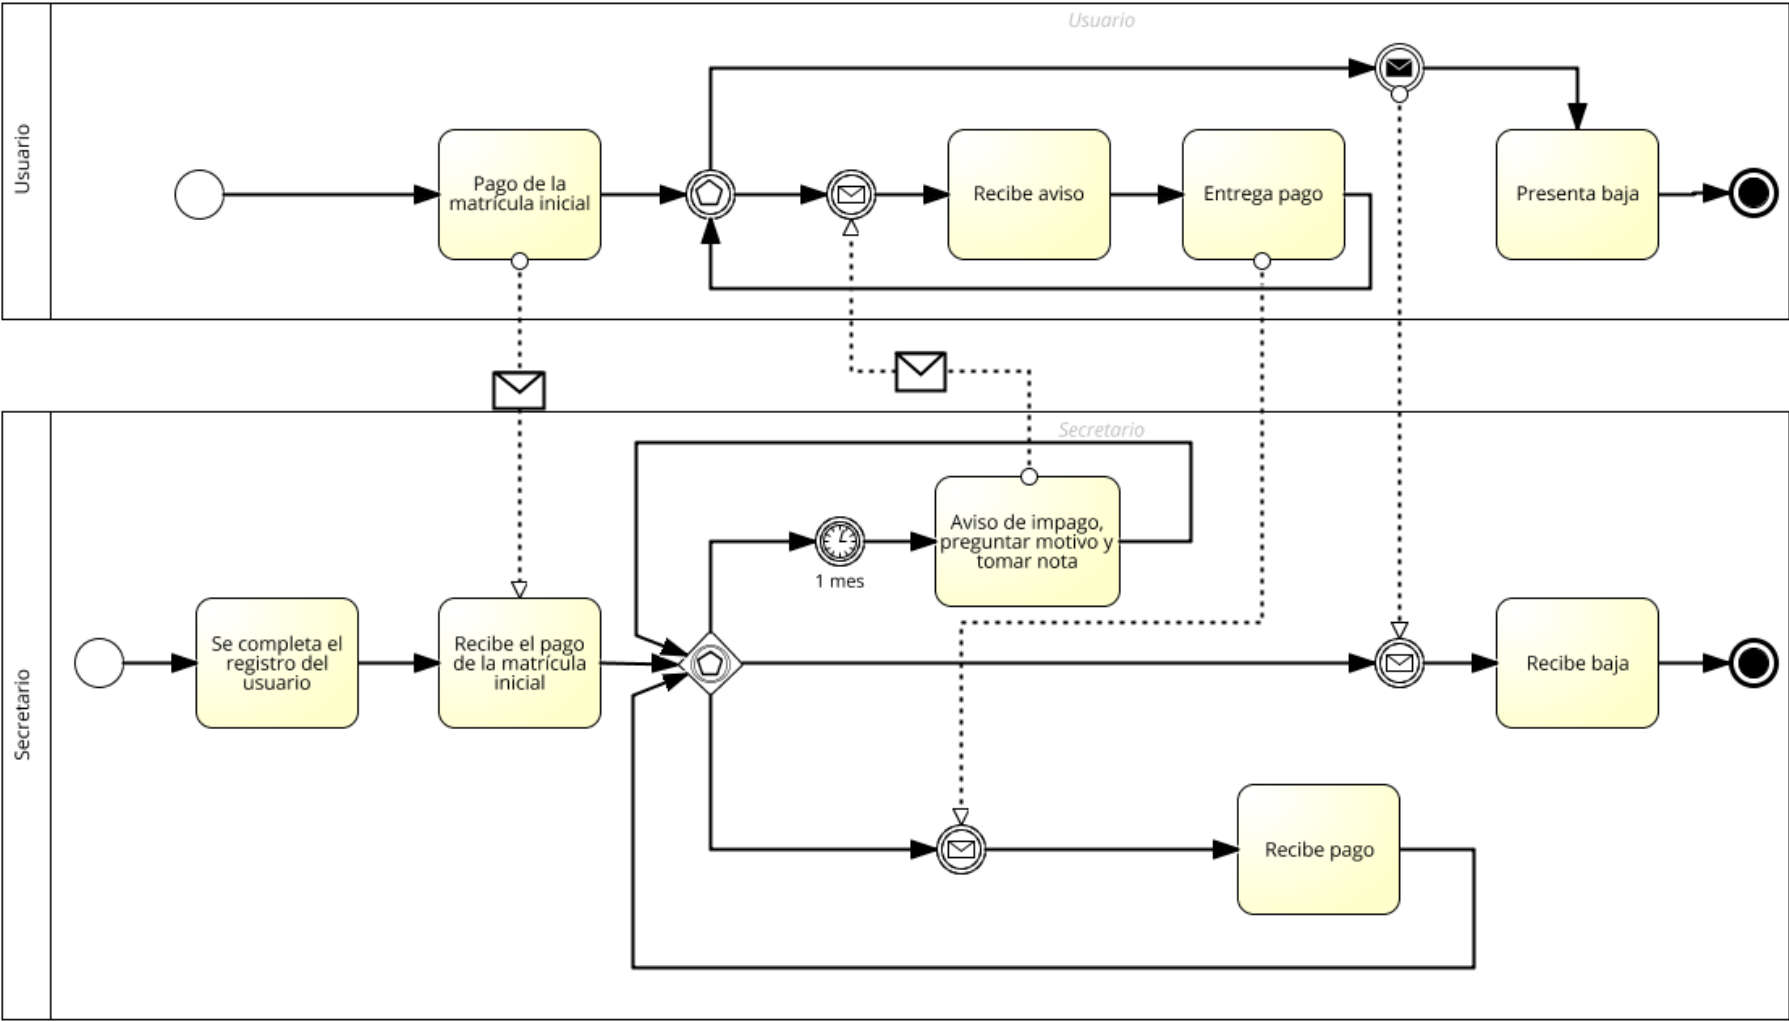 Usuario
Usuario
Pago de la
matrícula inicial
Recibe aviso
Entrega pago
Presenta baja
Secretario
Secretario
Aviso de impago,
preguntar motivo y
tomar nota
1 mes
Se completa el
registro del
usuario
Recibe el pago
de la matrícula
inicial
Recibe baja
Recibe pago